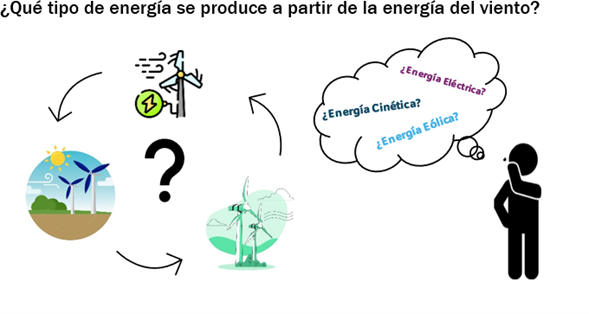 ¿Qué tipo de energía se produce a partir de la energía del viento?
¿Energía Eléctrica?
¿Energía Cinética?
¿Energía Eólica?
?